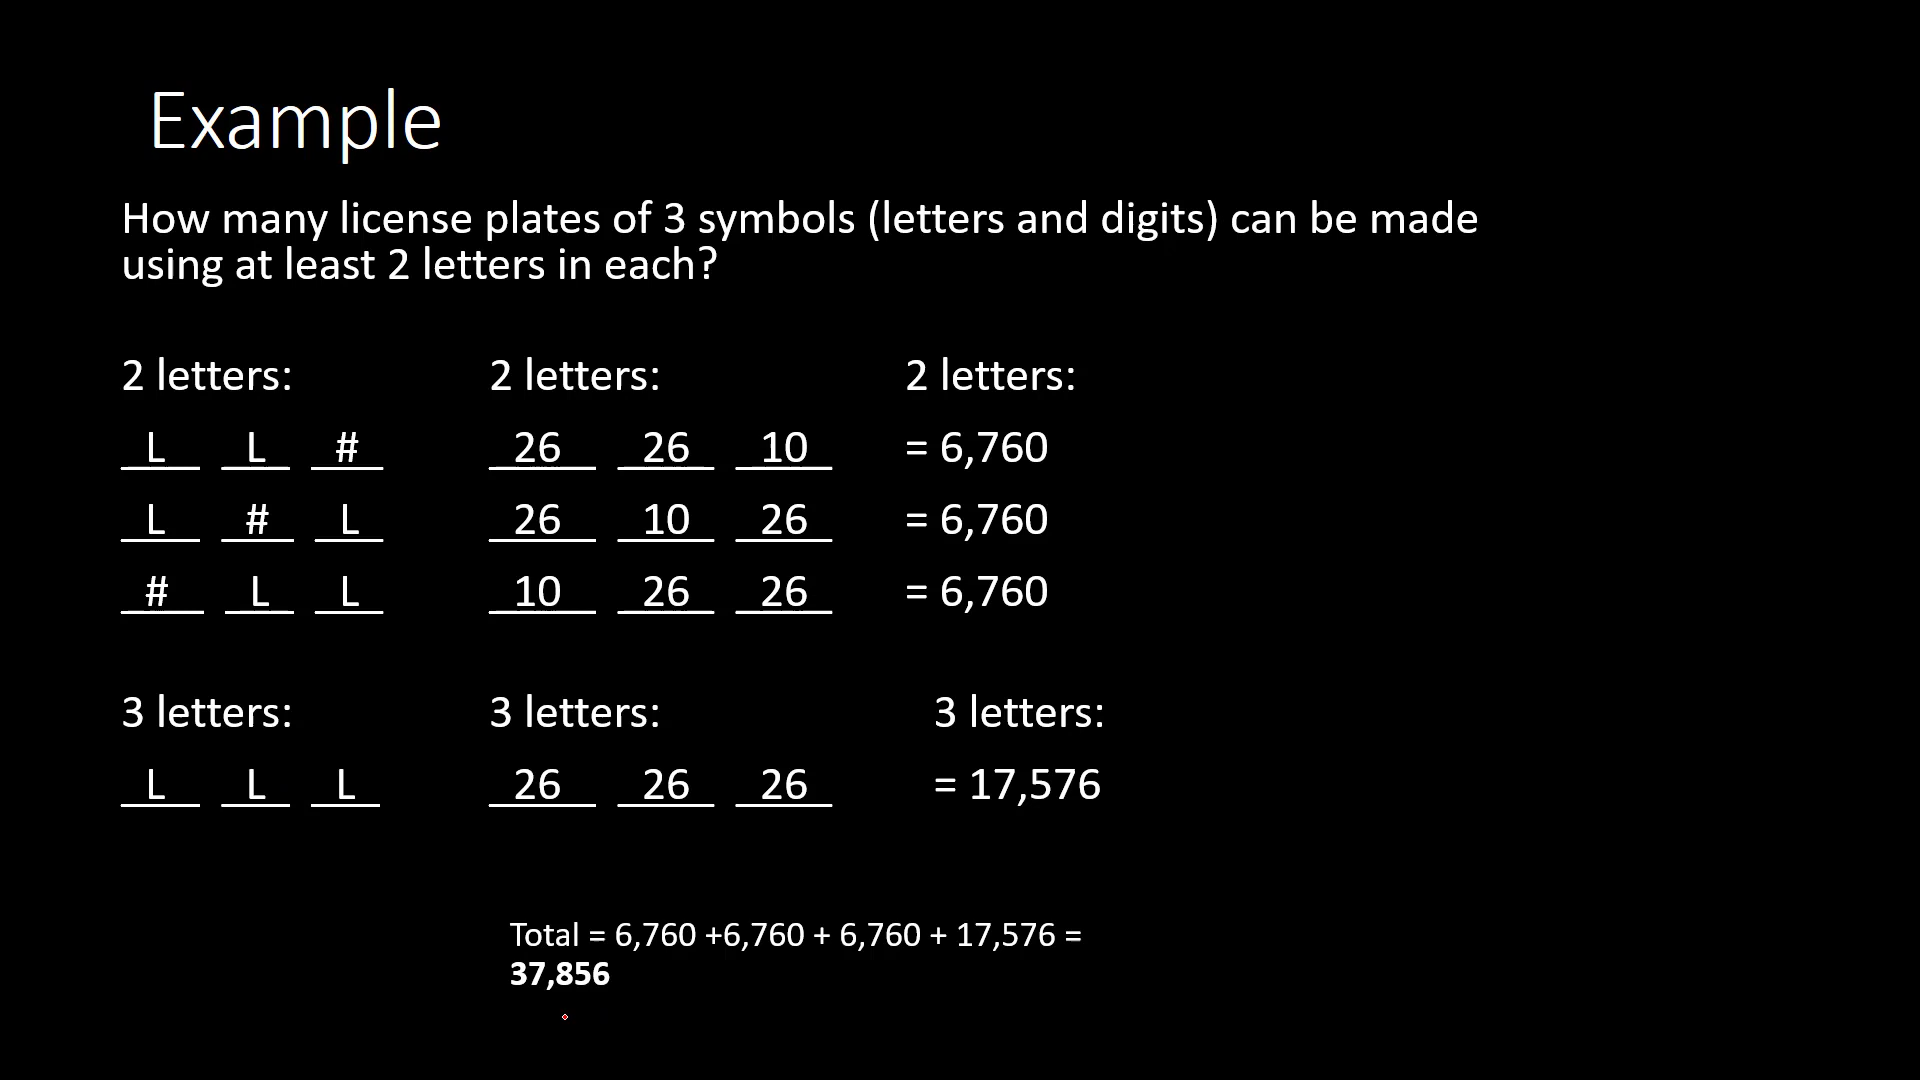 Example
How many license plates of 3 symbols (letters and digits) can be made
using at least 2 letters in each?
2 letters: 2 letters: 2 letters:
L L # 26 26 10 = 6,760
L # L 26 10 26 = 6,760
# L L 10 26 26 = 6,760
3 letters: 3 letters: 3 letters:
L L L 26 26 26 = 17,576
Total = 6,760 +6,760 + 6,760 + 17,576 =
37,856